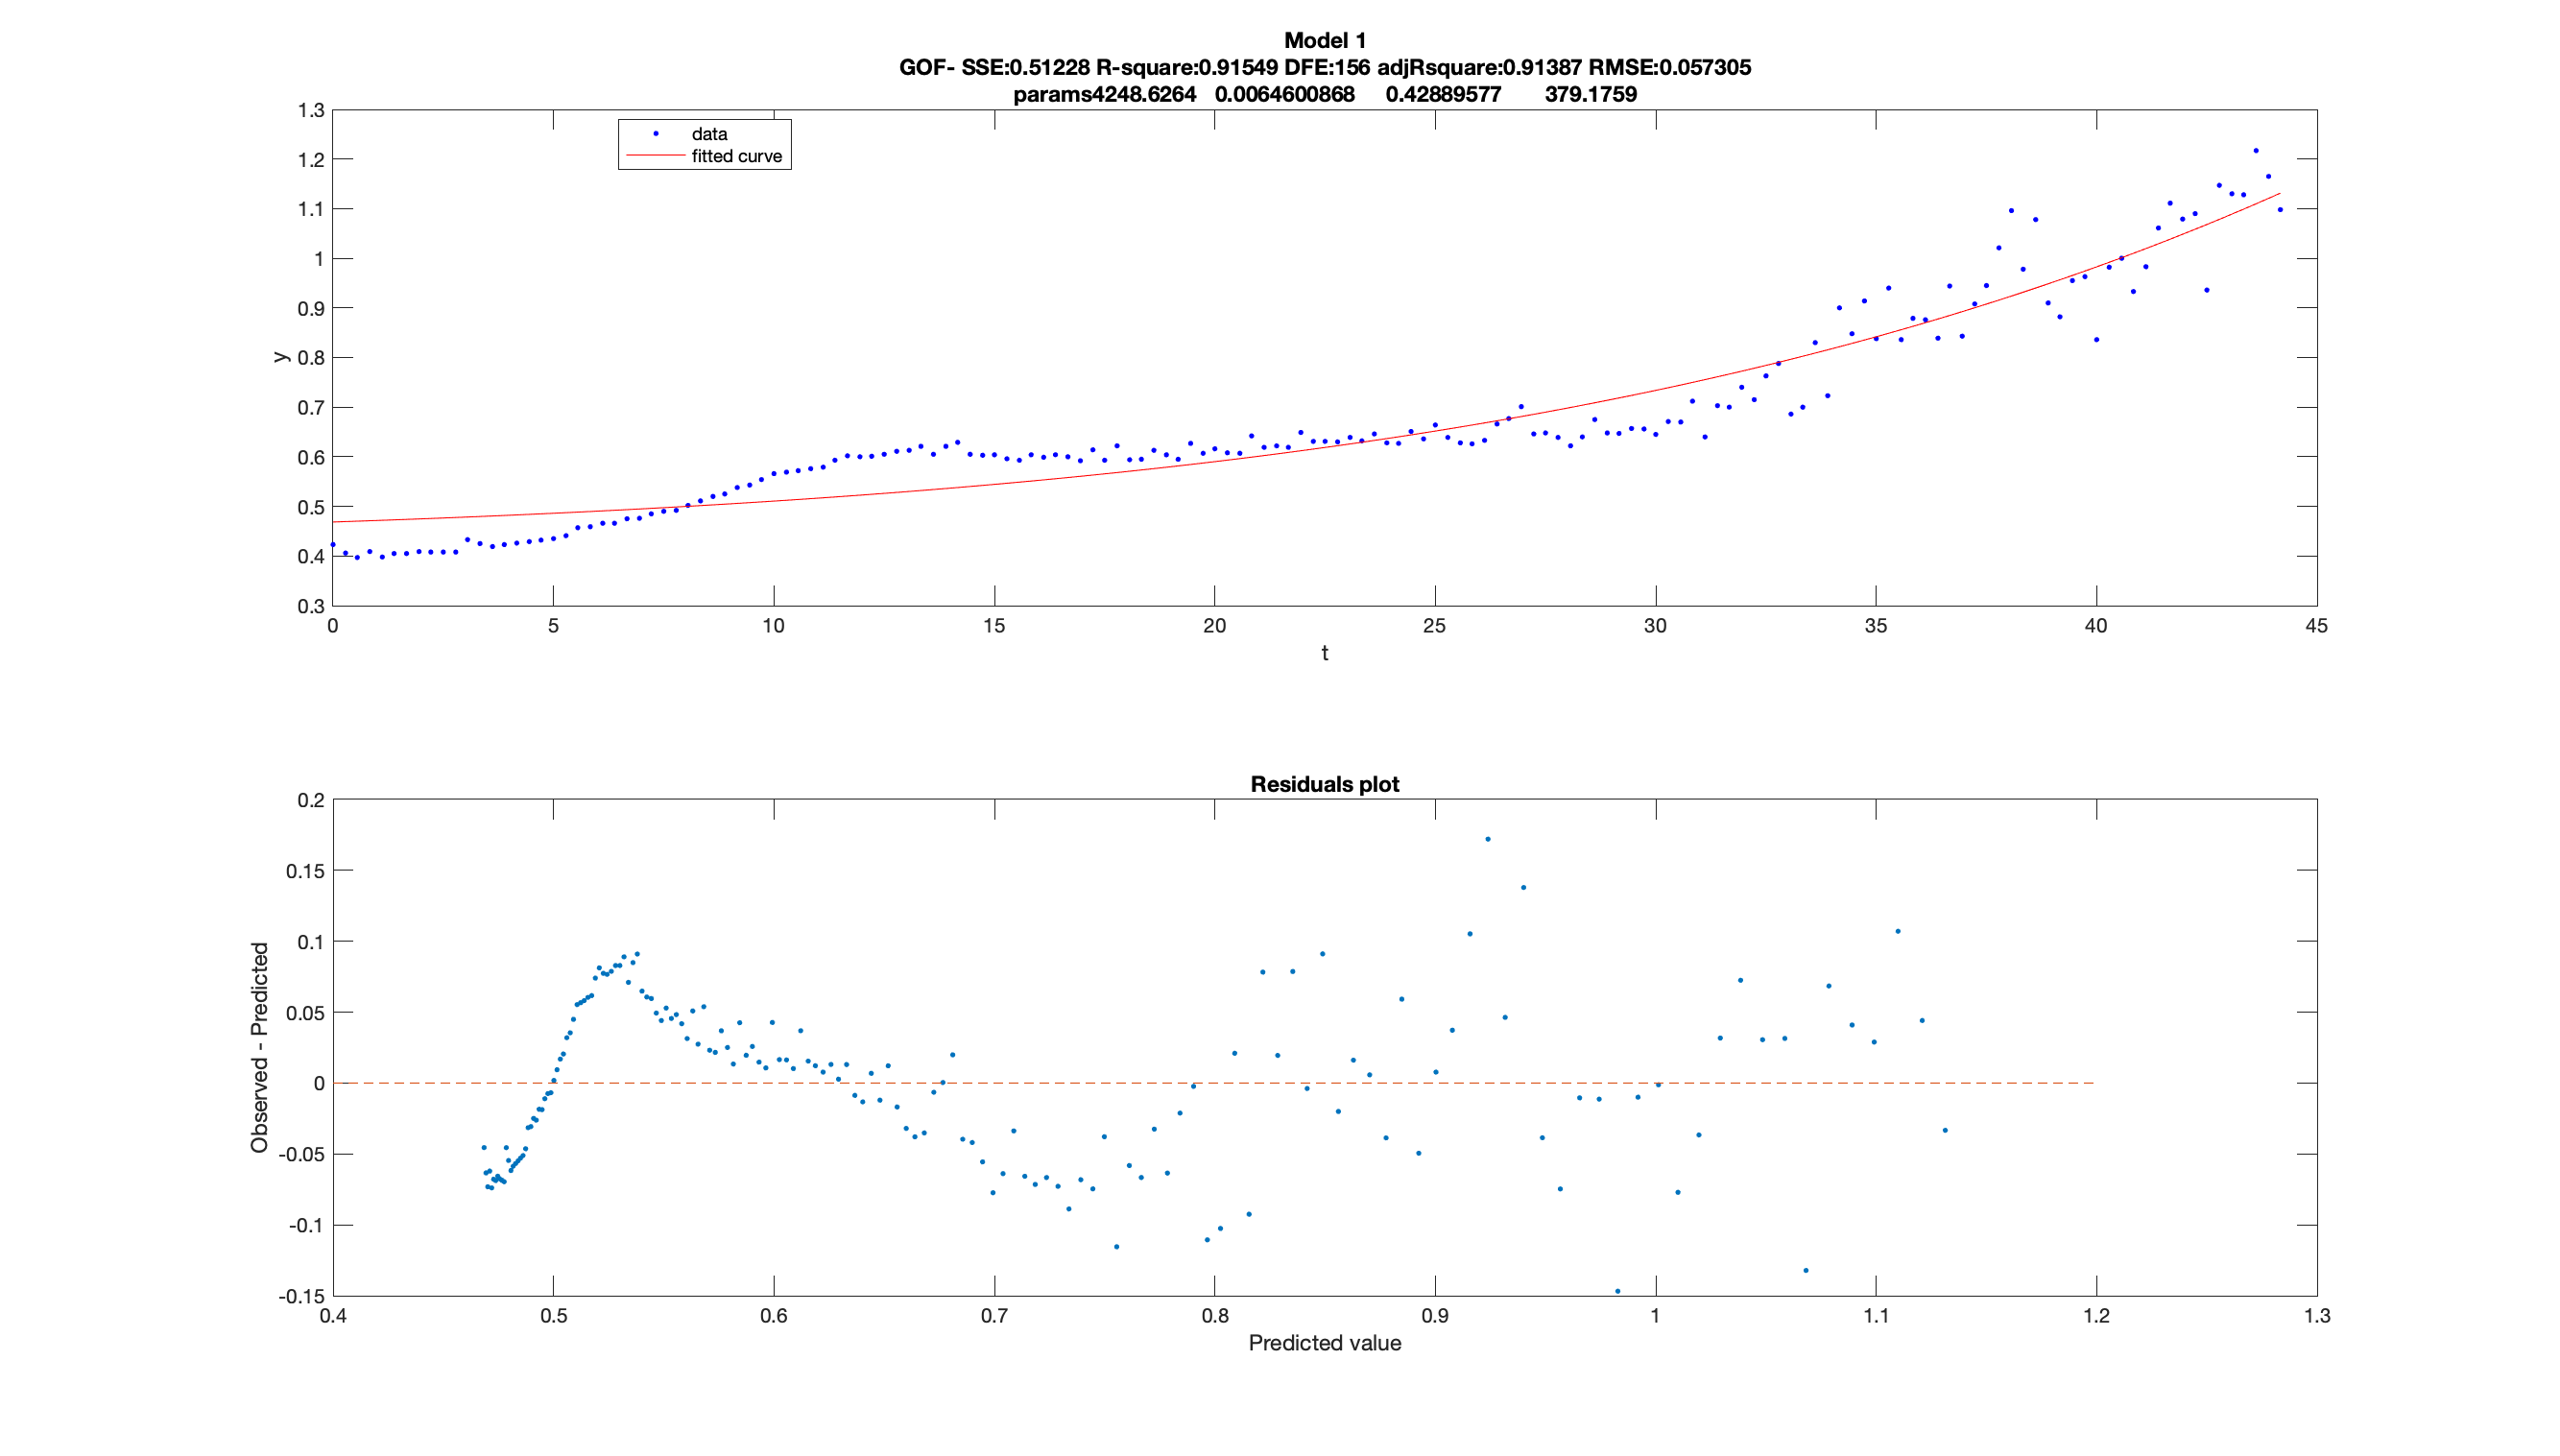 Model 1
GOF- SSE:0.51228 R-square:0.91549 DFE:156 adjRsquare:0.91387 RMSE:0.057305
params4248.6264 0.0064600868 0.42889577 379.1759
data
fitted curve
1.3
1.2
1.1
1
0.9
0.8
0.7
0.6
0.5
0.4
0.3
y
0 5 10 15 20 25 30 35 40 45
t
Residuals plot
0.2
0.15
0.1
0.05
0
-0.05
-0.1
-0.15
Observed - Predicted
0.4 0.5 0.6 0.7 0.8 0.9 1 1.1 1.2 1.3
Predicted value